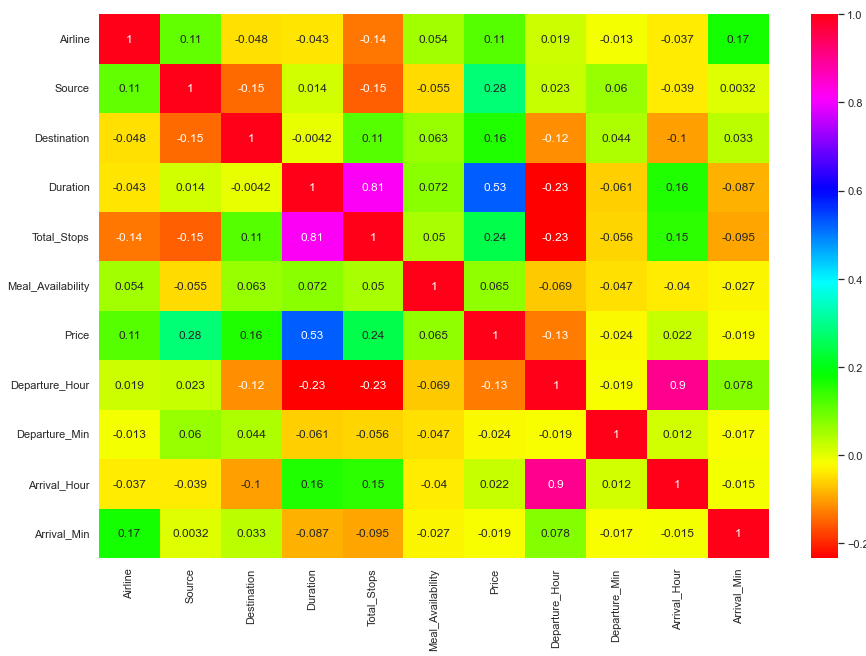 Airline 1 0.11 -0.048 -0.043 -0.14 0.054 0.11 0.019 -0.013 -0.037 0.17
Source 0.11 1 -0.15 0.014 -0.15 -0.055 0.28 0.023 0.06 -0.039 0.0032
Destination -0.048 -0.15 1 -0.0042 0.11 0.063 0.16 -0.12 0.044 -0.1 0.033
Duration -0.043 0.014 -0.0042 1 0.81 0.072 0.53 -0.23 -0.061 0.16 -0.087
Total_Stops -0.14 -0.15 0.11 0.81 1 0.05 0.24 -0.23 -0.056 0.15 -0.095
Meal_Availability 0.054 -0.055 0.063 0.072 0.05 1 0.065 -0.069 -0.047 -0.04 -0.027
Price 0.11 0.28 0.16 0.53 0.24 0.065 1 -0.13 -0.024 0.022 -0.019
Departure_Hour 0.019 0.023 -0.12 -0.23 -0.23 -0.069 -0.13 1 -0.019 0.9 0.078
Departure_Min -0.013 0.06 0.044 -0.061 -0.056 -0.047 -0.024 -0.019 1 0.012 -0.017
Arrival_Hour -0.037 -0.039 -0.1 0.16 0.15 -0.04 0.022 0.9 0.012 1 -0.015
Arrival_Min 0.17 0.0032 0.033 -0.087 -0.095 -0.027 -0.019 0.078 -0.017 -0.015 1
Airline
Source
Destination
Duration
Total_Stops
Meal_Availability
Price
Departure_Hour
Departure_Min
Arrival_Hour
Arrival_Min
1.0
0.8
0.6
0.4
0.2
0.0
−0.2